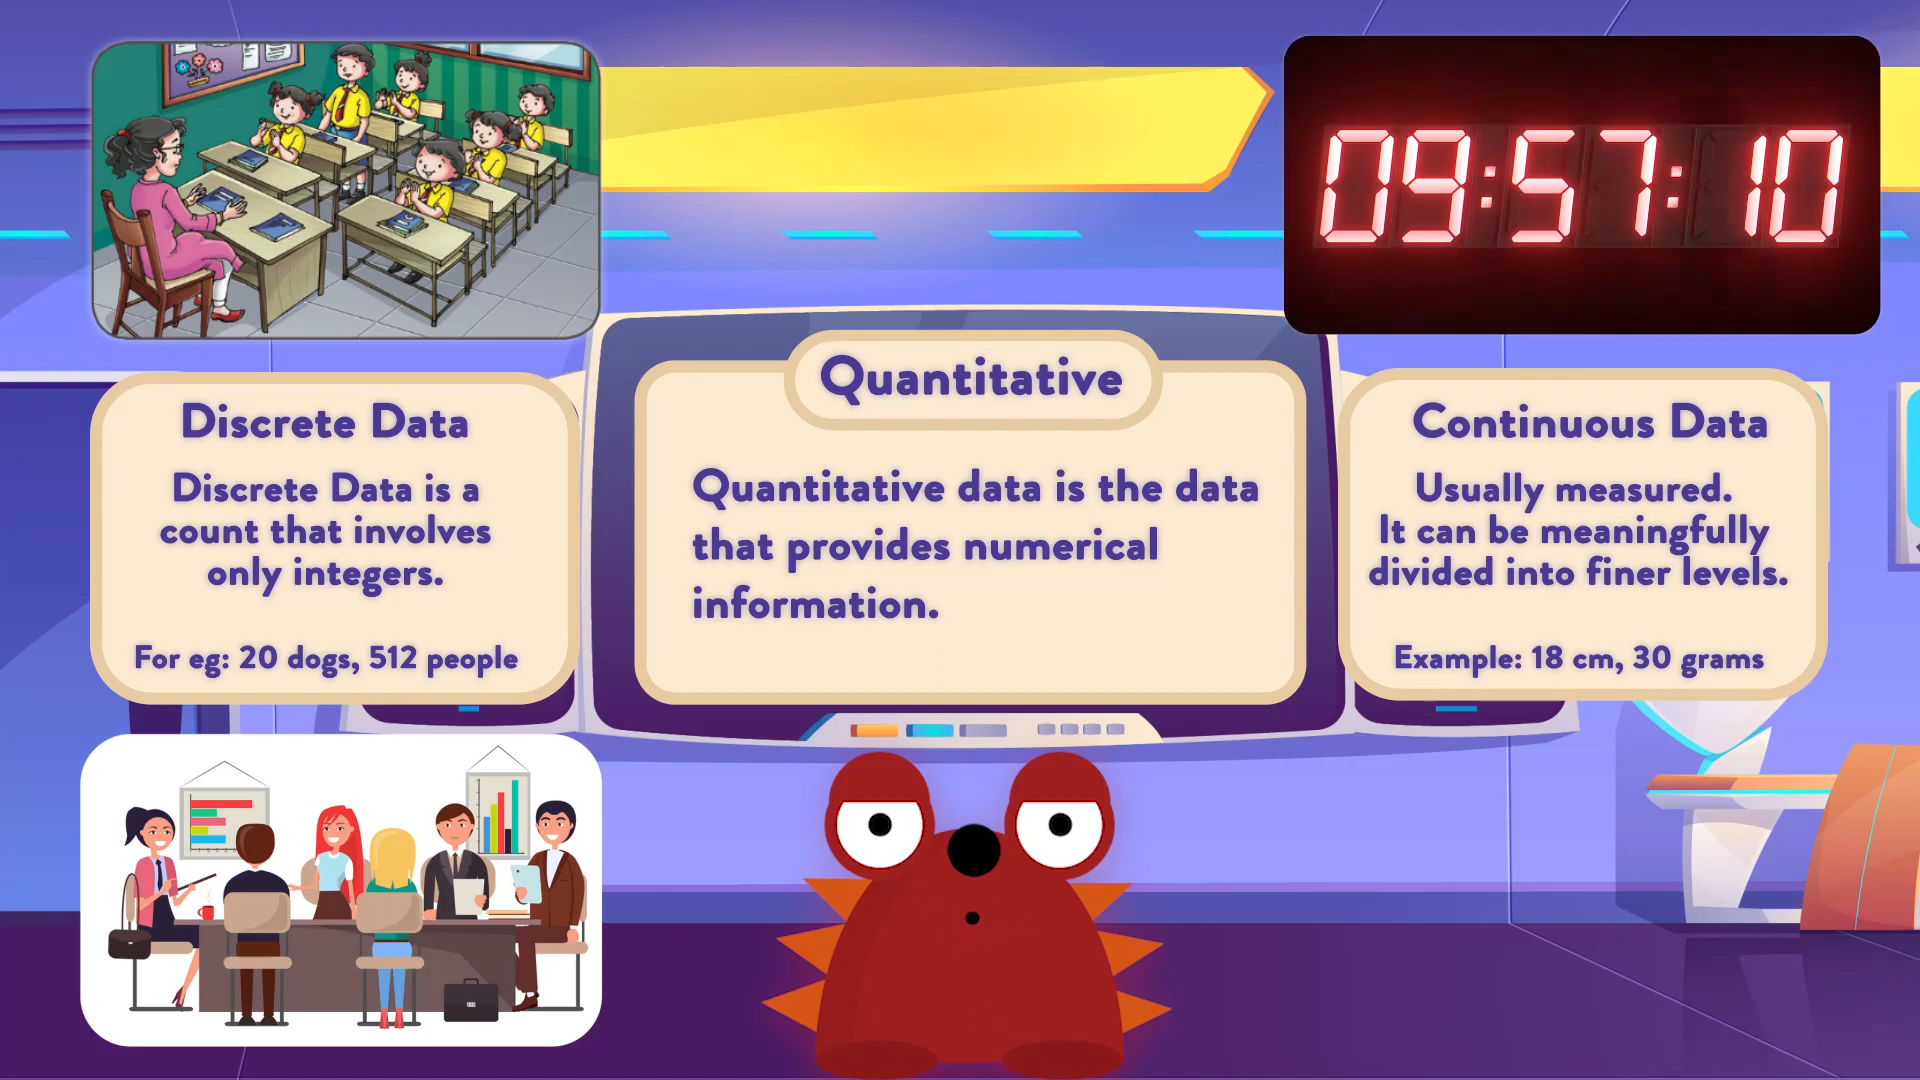 09:57:10
Quantitative
Quantitative data is the data
that provides numerical
information.
Discrete Data
Discrete Data is a
count that involves
only integers.
For eg: 20 dogs, 512 people
Continuous Data
Usually measured.
It can be meaningfully
divided into finer levels.
Example: 18 cm, 30 grams